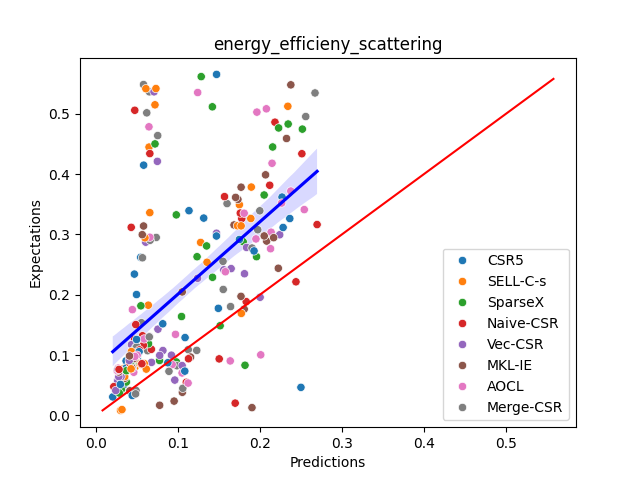 energy_efficieny_scattering
Expectations
0.5
0.4
0.3
0.2
0.1
0.0
0.0 0.1 0.2 0.3 0.4 0.5
Predictions
CSR5
SELL-C-s
SparseX
Naive-CSR
Vec-CSR
MKL-IE
AOCL
Merge-CSR